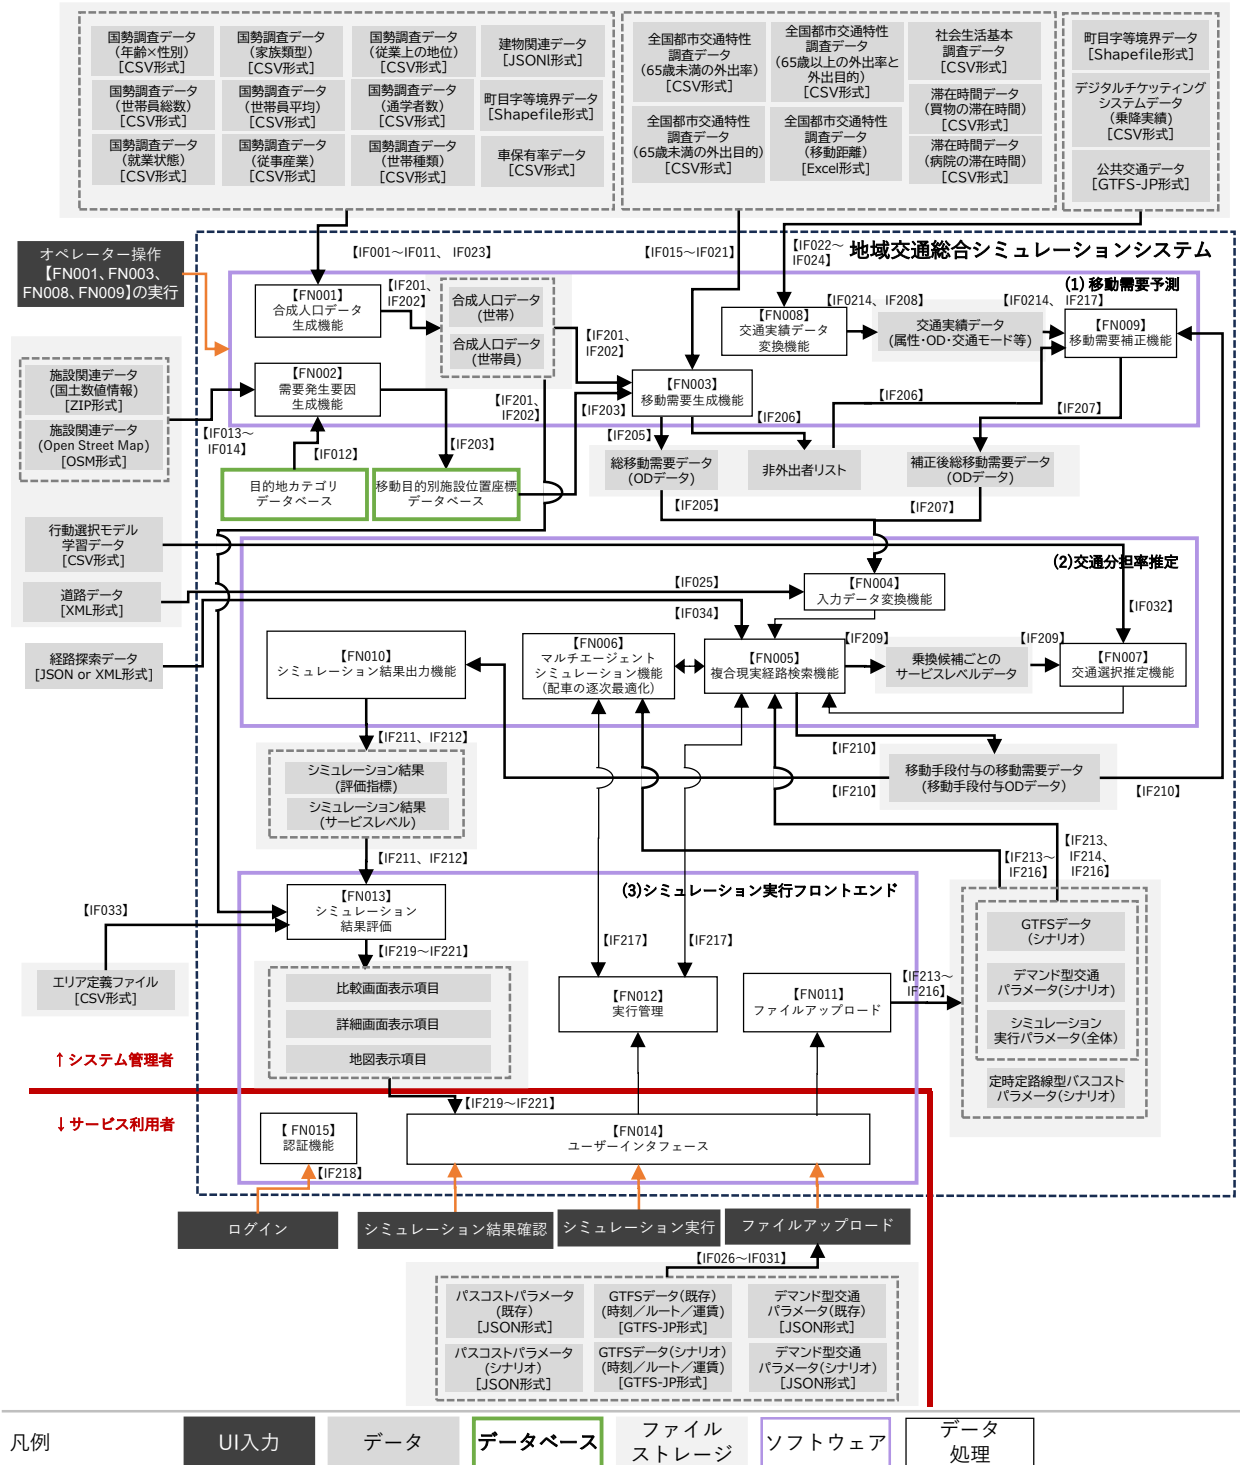 国勢調査データ
(年齢×性別)
[CSV形式]
国勢調査データ
(家族類型)
[CSV形式]
国勢調査データ
(従業上の地位)
[CSV形式]
建物関連データ
[JSONl形式]
国勢調査データ
(世帯員総数)
[CSV形式]
国勢調査データ
(世帯員平均)
[CSV形式]
国勢調査データ
(通学者数)
[CSV形式]
町目字等境界データ
[Shapefile形式]
国勢調査データ
(就業状態)
[CSV形式]
国勢調査データ
(従事産業)
[CSV形式]
国勢調査データ
(世帯種類)
[CSV形式]
車保有率データ
[CSV形式]
全国都市交通特性
調査データ
(65歳未満の外出率)
[CSV形式]
全国都市交通特性
調査データ
(65歳以上の外出率と
外出目的)
[CSV形式]
社会生活基本
調査データ
[CSV形式]
滞在時間データ
(買物の滞在時間)
[CSV形式]
全国都市交通特性
調査データ
(65歳未満の外出目的)
[CSV形式]
全国都市交通特性
調査データ
(移動距離)
[Excel形式]
滞在時間データ
(病院の滞在時間)
[CSV形式]
町目字等境界データ
[Shapefile形式]
デジタルチケッティング
システムデータ
(乗降実績)
[CSV形式]
公共交通データ
[GTFS-JP形式]
オペレーター操作
【FN001、FN003、
FN008、FN009】の実行
【IF001～IF011、IF023】
【IF015～IF021】
【IF022～
IF024】
地域交通総合シミュレーションシステム
(1) 移動需要予測
【FN001】
合成人口データ
生成機能
【IF201、
IF202】
合成人口データ
(世帯)
合成人口データ
(世帯員)
【IF201、
IF202】
【FN008】
交通実績データ
変換機能
【IF0214、IF208】
交通実績データ
(属性・OD・交通モード等)
【IF0214、IF217】
【FN009】
移動需要補正機能
施設関連データ
(国土数値情報)
[ZIP形式]
施設関連データ
(Open Street Map)
[OSM形式]
【IF013～
IF014】
【FN002】
需要発生要因
生成機能
【IF012】
【IF203】
【IF201、
IF202】
【IF203】
【FN003】
移動需要生成機能
【IF205】
【IF206】
【IF206】
【IF207】
目的地カテゴリ
データベース
移動目的別施設位置座標
データベース
総移動需要データ
(ODデータ)
非外出者リスト
補正後総移動需要データ
(ODデータ)
【IF205】
【IF207】
行動選択モデル
学習データ
[CSV形式]
道路データ
[XML形式]
経路探索データ
[JSON or XML形式]
(2)交通分担率推定
【IF025】
【IF034】
【FN004】
入力データ変換機能
【IF032】
【FN010】
シミュレーション結果出力機能
【FN006】
マルチエージェント
シミュレーション機能
(配車の逐次最適化)
【FN005】
複合現実経路検索機能
【IF209】
乗換候補ごとの
サービスレベルデータ
【IF209】
【FN007】
交通選択推定機能
【IF211、IF212】
【IF210】
シミュレーション結果
(評価指標)
シミュレーション結果
(サービスレベル)
【IF210】
移動手段付与の移動需要データ
(移動手段付与ODデータ)
【IF210】
【IF211、IF212】
【IF213～
IF216】
【IF213、
IF214、
IF216】
(3)シミュレーション実行フロントエンド
【IF033】
エリア定義ファイル
[CSV形式]
【FN013】
シミュレーション
結果評価
【IF219～IF221】
【IF217】
【IF217】
比較画面表示項目
詳細画面表示項目
地図表示項目
【FN012】
実行管理
【FN011】
ファイルアップロード
【IF213～
IF216】
GTFSデータ
(シナリオ)
デマンド型交通
パラメータ(シナリオ)
シミュレーション
実行パラメータ(全体)
定時定路線型バスコスト
パラメータ(シナリオ)
↑システム管理者
↓サービス利用者
【IF219～IF221】
【 FN015】
認証機能
【IF218】
【FN014】
ユーザーインタフェース
ログイン
シミュレーション結果確認
シミュレーション実行
ファイルアップロード
【IF026～IF031】
バスコストパラメータ
(既存)
[JSON形式]
GTFSデータ(既存)
(時刻／ルート／運賃)
[GTFS-JP形式]
デマンド型交通
パラメータ(既存)
[JSON形式]
バスコストパラメータ
(シナリオ)
[JSON形式]
GTFSデータ(シナリオ)
(時刻／ルート／運賃)
[GTFS-JP形式]
デマンド型交通
パラメータ(シナリオ)
[JSON形式]
凡例
UI入力
データ
データベース
ファイル
ストレージ
ソフトウェア
データ
処理